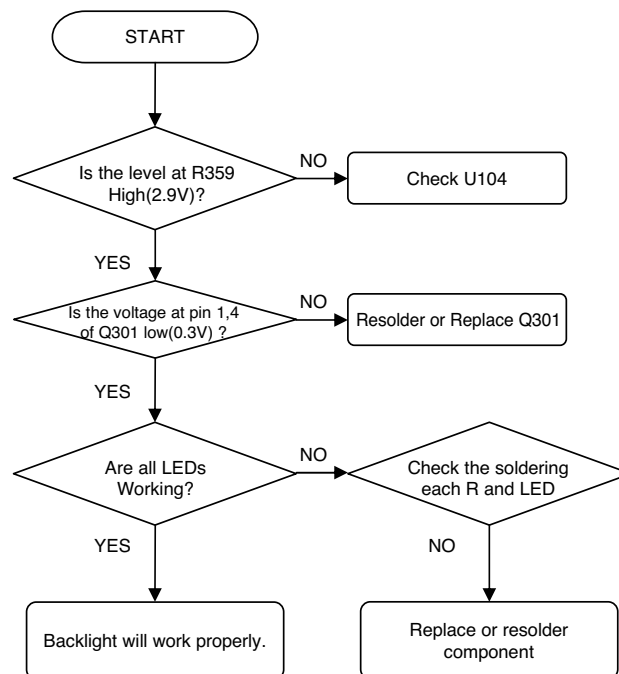 START
Is the level at R359
High(2.9V)?
NO
Check U104
YES
Is the voltage at pin 1,4
of Q301 low(0.3V) ?
NO
Resolder or Replace Q301
YES
Are all LEDs
Working?
NO
Check the soldering
each R and LED
YES
NO
Backlight will work properly.
Replace or resolder
component